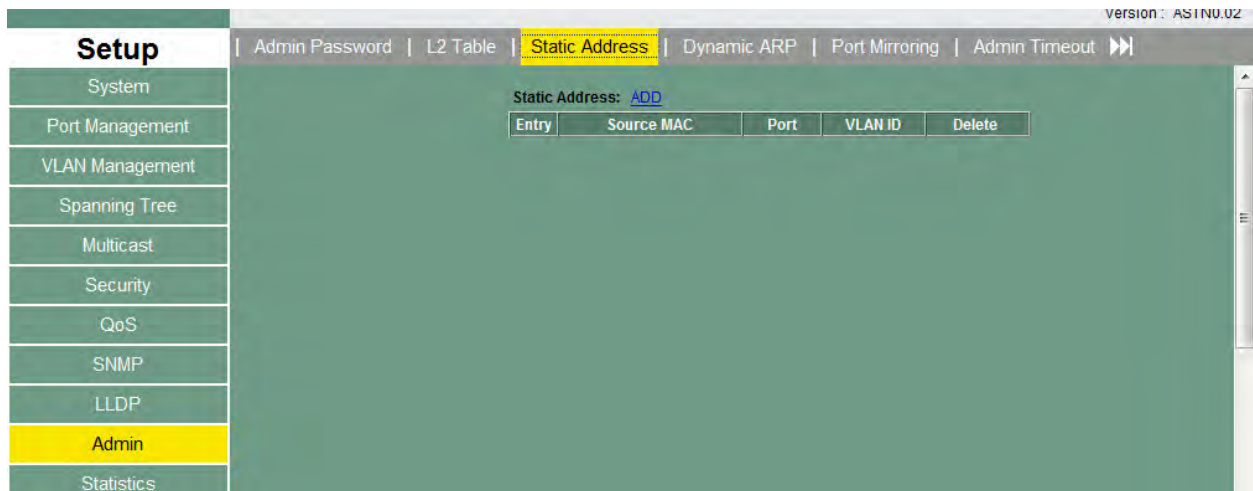 Version : ASTN0.02
Setup
| Admin Password | L2 Table | Static Address | Dynamic ARP | Port Mirroring | Admin Timeout
System
Port Management
VLAN Management
Spanning Tree
Multicast
Security
QoS
SNMP
LLDP
Admin
Statistics
Static Address: ADD
Entry Source MAC Port VLAN ID Delete